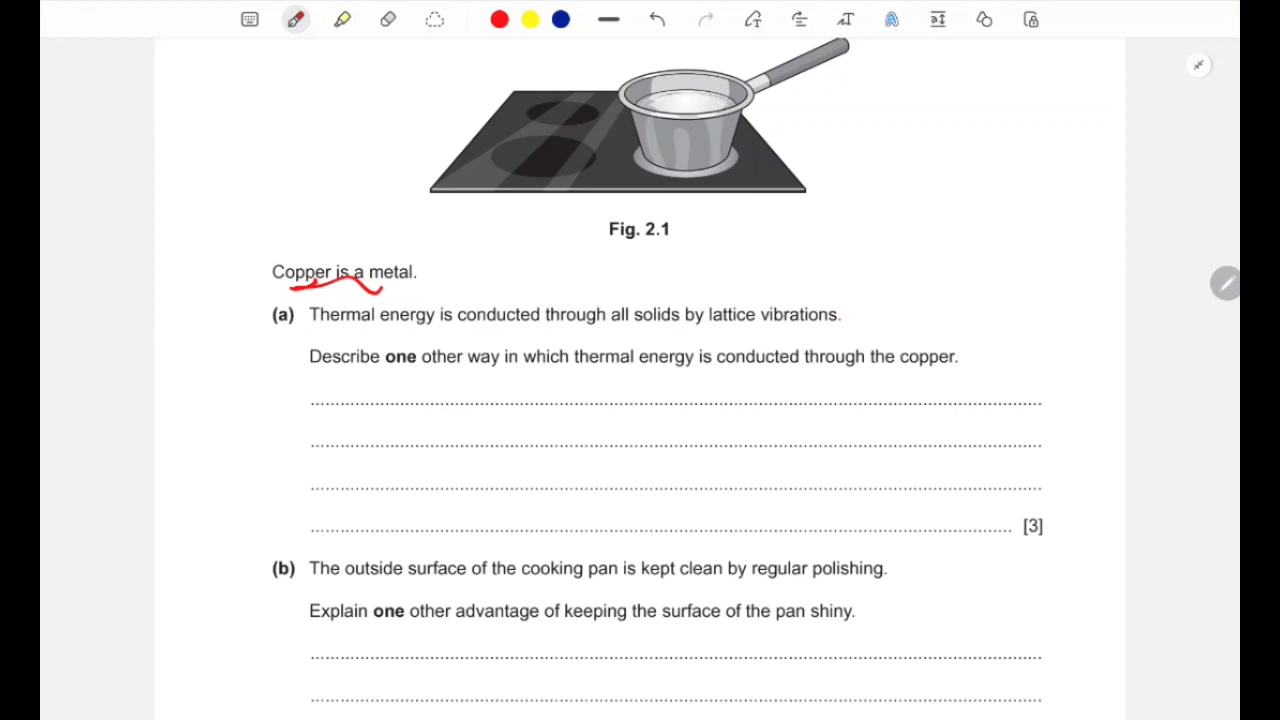 Fig. 2.1
Copper is a metal.
(a) Thermal energy is conducted through all solids by lattice vibrations.
Describe one other way in which thermal energy is conducted through the copper.
[3]
(b) The outside surface of the cooking pan is kept clean by regular polishing.
Explain one other advantage of keeping the surface of the pan shiny.